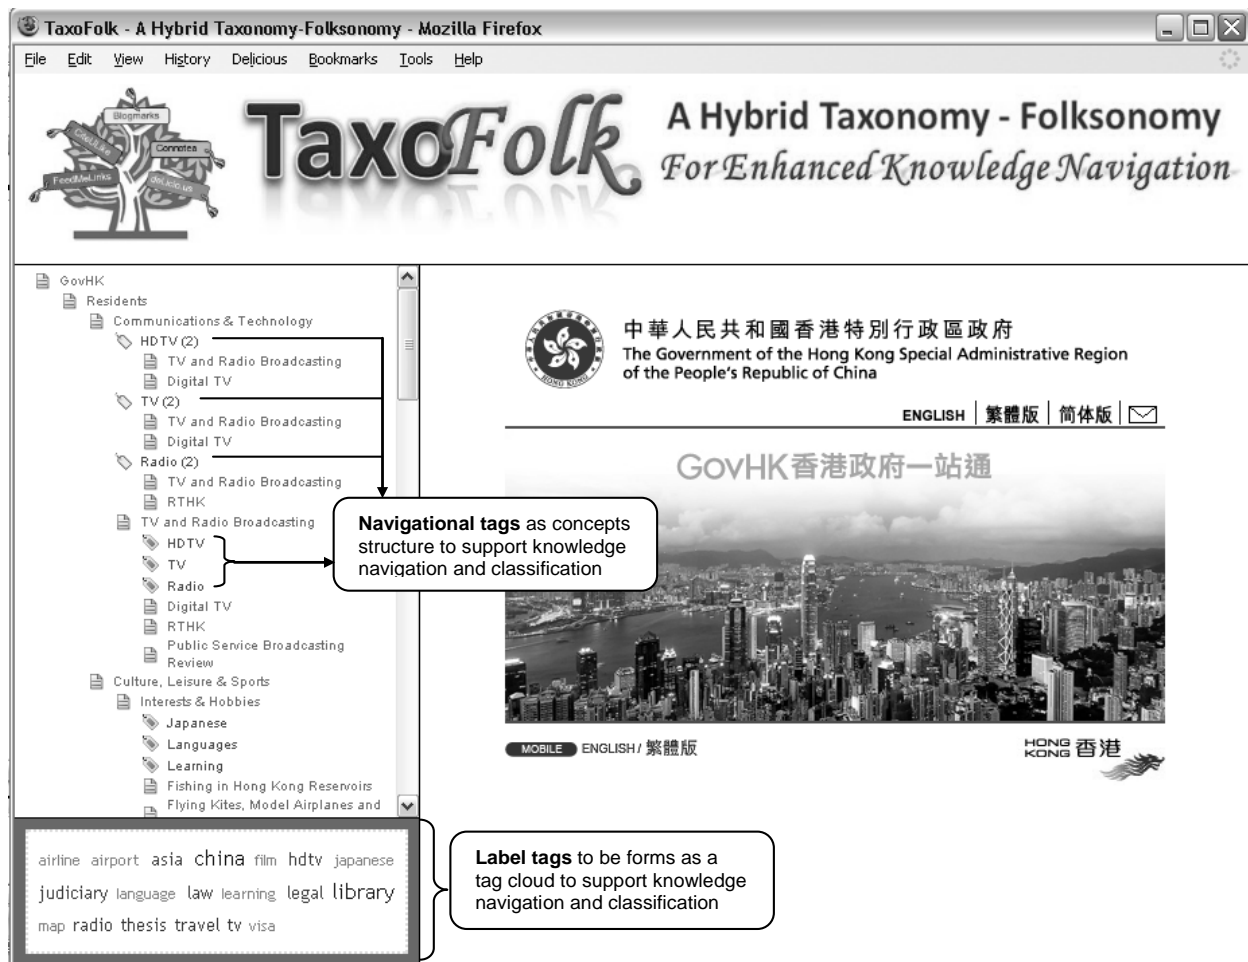 TaxoFolk - A Hybrid Taxonomy-Folksonomy - Mozilla Firefox
File Edit View History Delicious Bookmarks Tools Help
Blogmarks
CiteULike
Connotea
FeedMeLinks
del.icio.us
TaxoFolk
A Hybrid Taxonomy - Folksonomy
For Enhanced Knowledge Navigation
GovHK
Residents
Communications & Technology
HDTV (2)
TV and Radio Broadcasting
Digital TV
TV (2)
TV and Radio Broadcasting
Digital TV
Radio (2)
TV and Radio Broadcasting
RTHK
TV and Radio Broadcasting
HDTV
TV
Radio
Digital TV
RTHK
Public Service Broadcasting
Review
Culture, Leisure & Sports
Interests & Hobbies
Japanese
Languages
Learning
Fishing in Hong Kong Reservoirs
Flying Kites, Model Airplanes and
Navigational tags as concepts
structure to support knowledge
navigation and classification
HONG KONG
中華人民共和國香港特別行政區政府
The Government of the Hong Kong Special Administrative Region
of the People's Republic of China
ENGLISH 繁體版 简体版
GovHK 香港政府一站通
MOBILE ENGLISH / 繁體版
HONG KONG 香港
airline airport asia china film hdtv japanese
judiciary language law learning legal library
map radio thesis travel tv visa
Label tags to be forms as a
tag cloud to support knowledge
navigation and classification